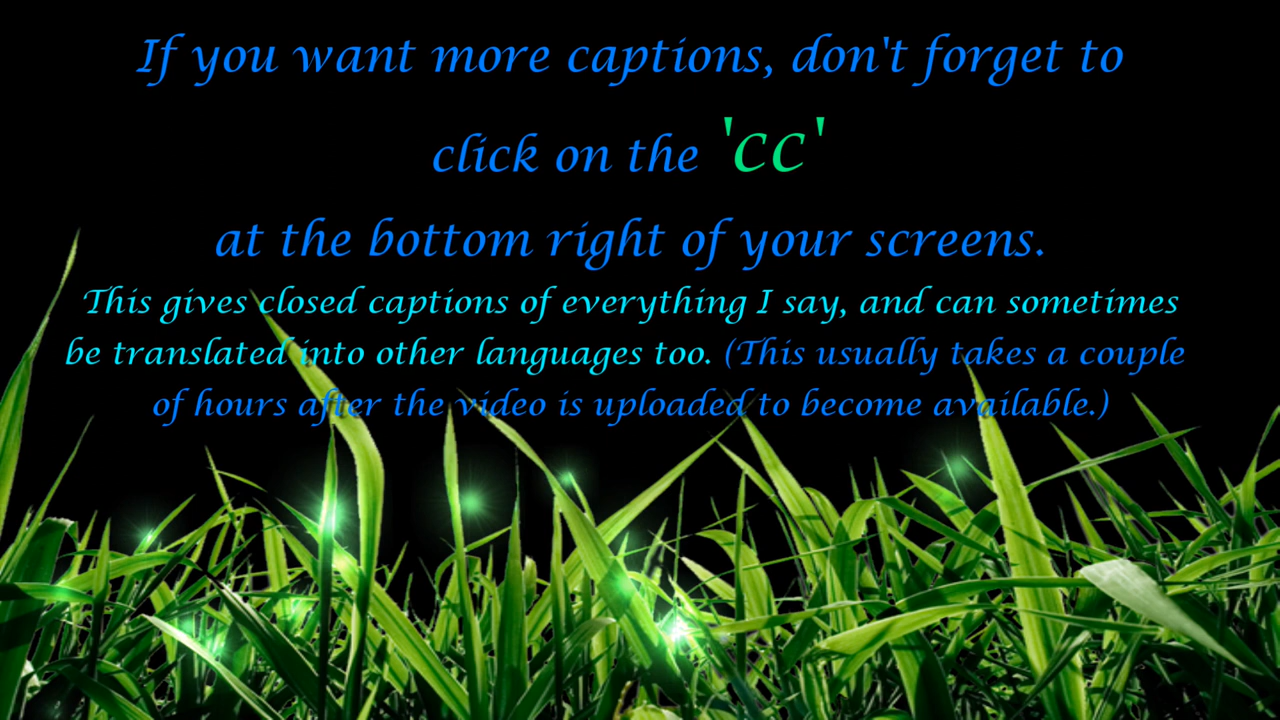 If you want more captions, don't forget to
click on the 'cc'
at the bottom right of your screens.
This gives closed captions of everything I say, and can sometimes
be translated into other languages too. (This usually takes a couple
of hours after the video is uploaded to become available.)